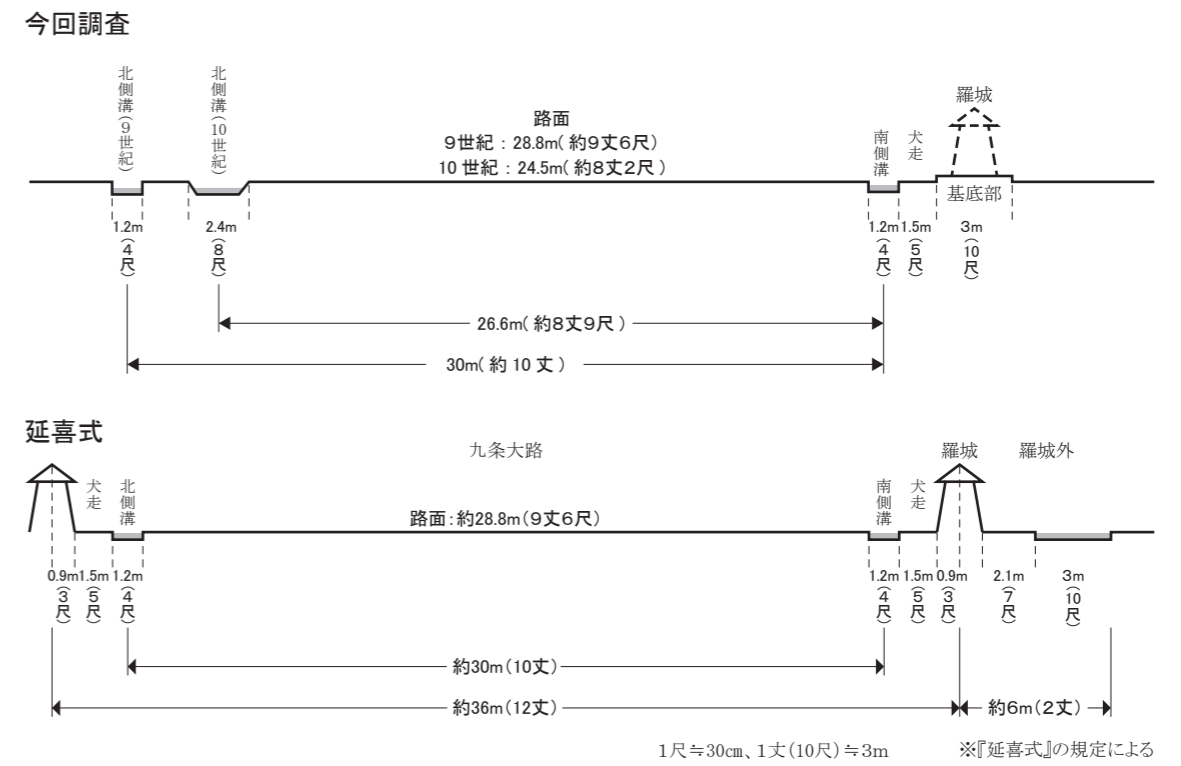 今回調査
北側溝(9世紀)
北側溝(10世紀)
路面
9世紀：28.8m(約9丈6尺)
10世紀：24.5m(約8丈2尺)
南側溝
犬走
羅城
基底部
1.2m
(4尺)
2.4m
(8尺)
1.2m
(4尺)
1.5m
(5尺)
3m
(10尺)
26.6m(約8丈9尺)
30m(約10丈)
延喜式
九条大路
羅城
羅城外
犬走
北側溝
路面:約28.8m(9丈6尺)
南側溝
犬走
0.9m
(3尺)
1.5m
(5尺)
1.2m
(4尺)
1.2m
(4尺)
1.5m
(5尺)
0.9m
(3尺)
2.1m
(7尺)
3m
(10尺)
約30m(10丈)
約36m(12丈)
約6m(2丈)
1尺≒30㎝、1丈(10尺)≒3m
※『延喜式』の規定による